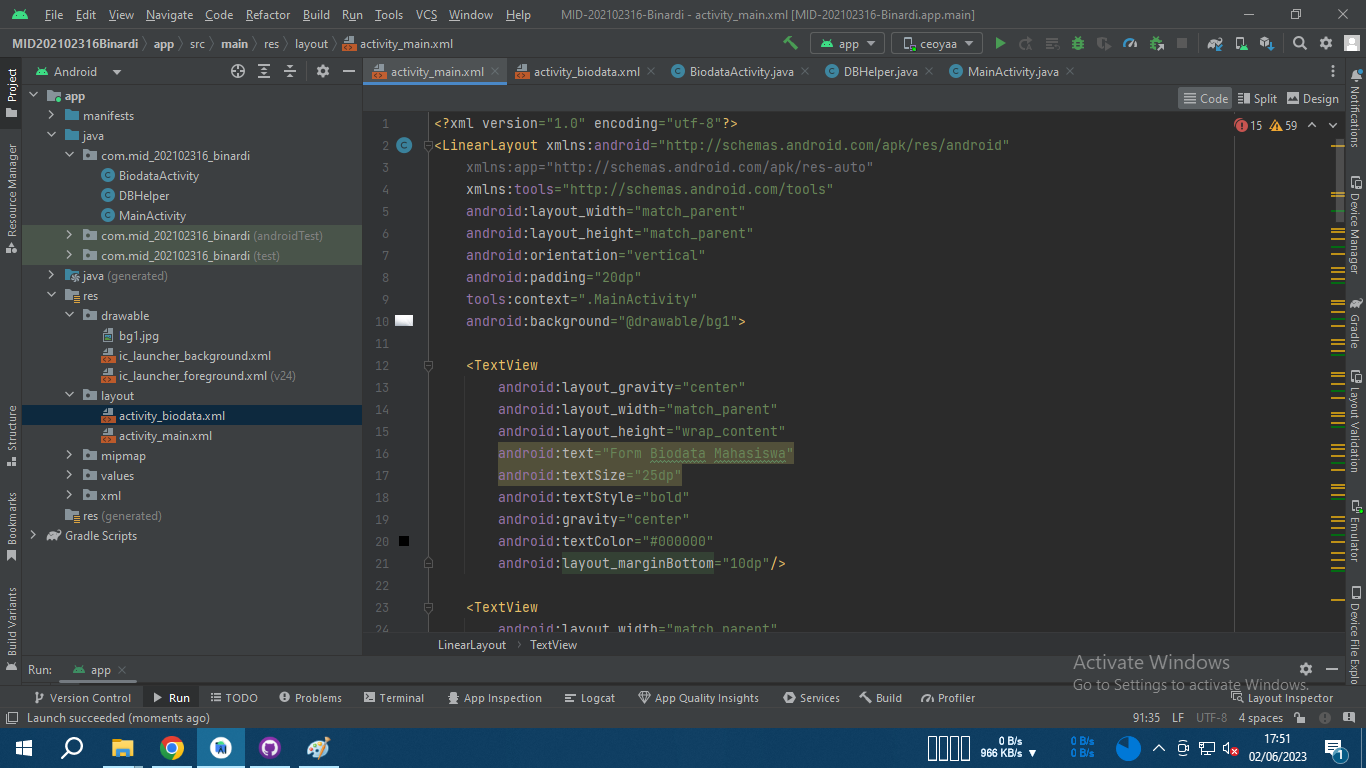 File Edit View Navigate Code Refactor Build Run Tools VCS Window Help MID-202102316-Binardi - activity_main.xml [MID-202102316-Binardi.app.main]
MID202102316Binardi app src main res layout activity_main.xml
app ceoyaa
Project
Android
activity_main.xml activity_biodata.xml BiodataActivity.java DBHelper.java MainActivity.java
Code Split Design
app
manifests
java
com.mid_202102316_binardi
BiodataActivity
DBHelper
MainActivity
com.mid_202102316_binardi (androidTest)
com.mid_202102316_binardi (test)
java (generated)
res
drawable
bg1.jpg
ic_launcher_background.xml
ic_launcher_foreground.xml (v24)
layout
activity_biodata.xml
activity_main.xml
mipmap
values
xml
res (generated)
Gradle Scripts
Resource Manager
Structure
Bookmarks
Build Variants
15 59
1 <?xml version="1.0" encoding="utf-8"?>
2 <LinearLayout xmlns:android="http://schemas.android.com/apk/res/android"
3 xmlns:app="http://schemas.android.com/apk/res-auto"
4 xmlns:tools="http://schemas.android.com/tools"
5 android:layout_width="match_parent"
6 android:layout_height="match_parent"
7 android:orientation="vertical"
8 android:padding="20dp"
9 tools:context=".MainActivity"
10 android:background="@drawable/bg1">
11
12 <TextView
13 android:layout_gravity="center"
14 android:layout_width="match_parent"
15 android:layout_height="wrap_content"
16 android:text="Form Biodata Mahasiswa"
17 android:textSize="25dp"
18 android:textStyle="bold"
19 android:gravity="center"
20 android:textColor="#000000"
21 android:layout_marginBottom="10dp"/>
22
23 <TextView
24 android:layout_width="match_parent"
LinearLayout TextView
Notifications
Device Manager
Gradle
Layout Validation
Emulator
Device File Explo
Run: app
Activate Windows
Go to Settings to activate Windows.
Version Control Run TODO Problems Terminal App Inspection Logcat App Quality Insights Services Build Profiler Layout Inspector
Launch succeeded (moments ago) 91:35 LF UTF-8 4 spaces
0 B/s
966 KB/s
0 B/s
0 B/s
17:51
02/06/2023
1